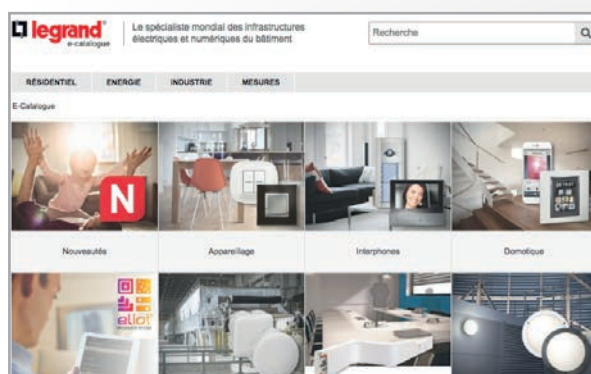 legrand®
e-catalogue
Le spécialiste mondial des infrastructures
électriques et numériques du bâtiment
Recherche
RÉSIDENTIEL ENERGIE INDUSTRIE MESURES
E-Catalogue
N
Nouveautés Appareillage Interphones Domotique
eliot